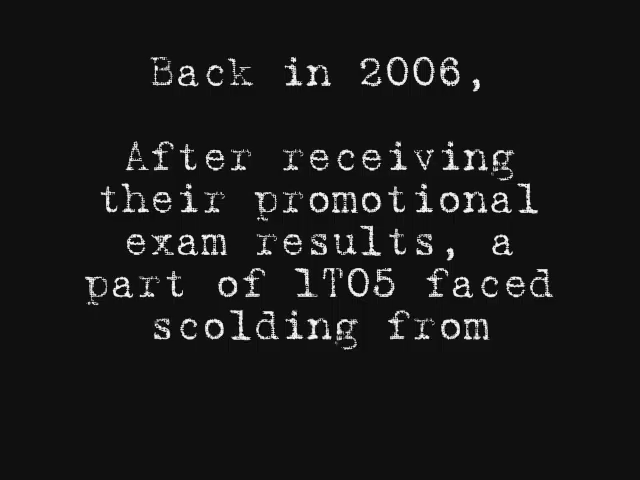 Back in 2006,
After receiving
their promotional
exam results, a
part of 1T05 faced
scolding from